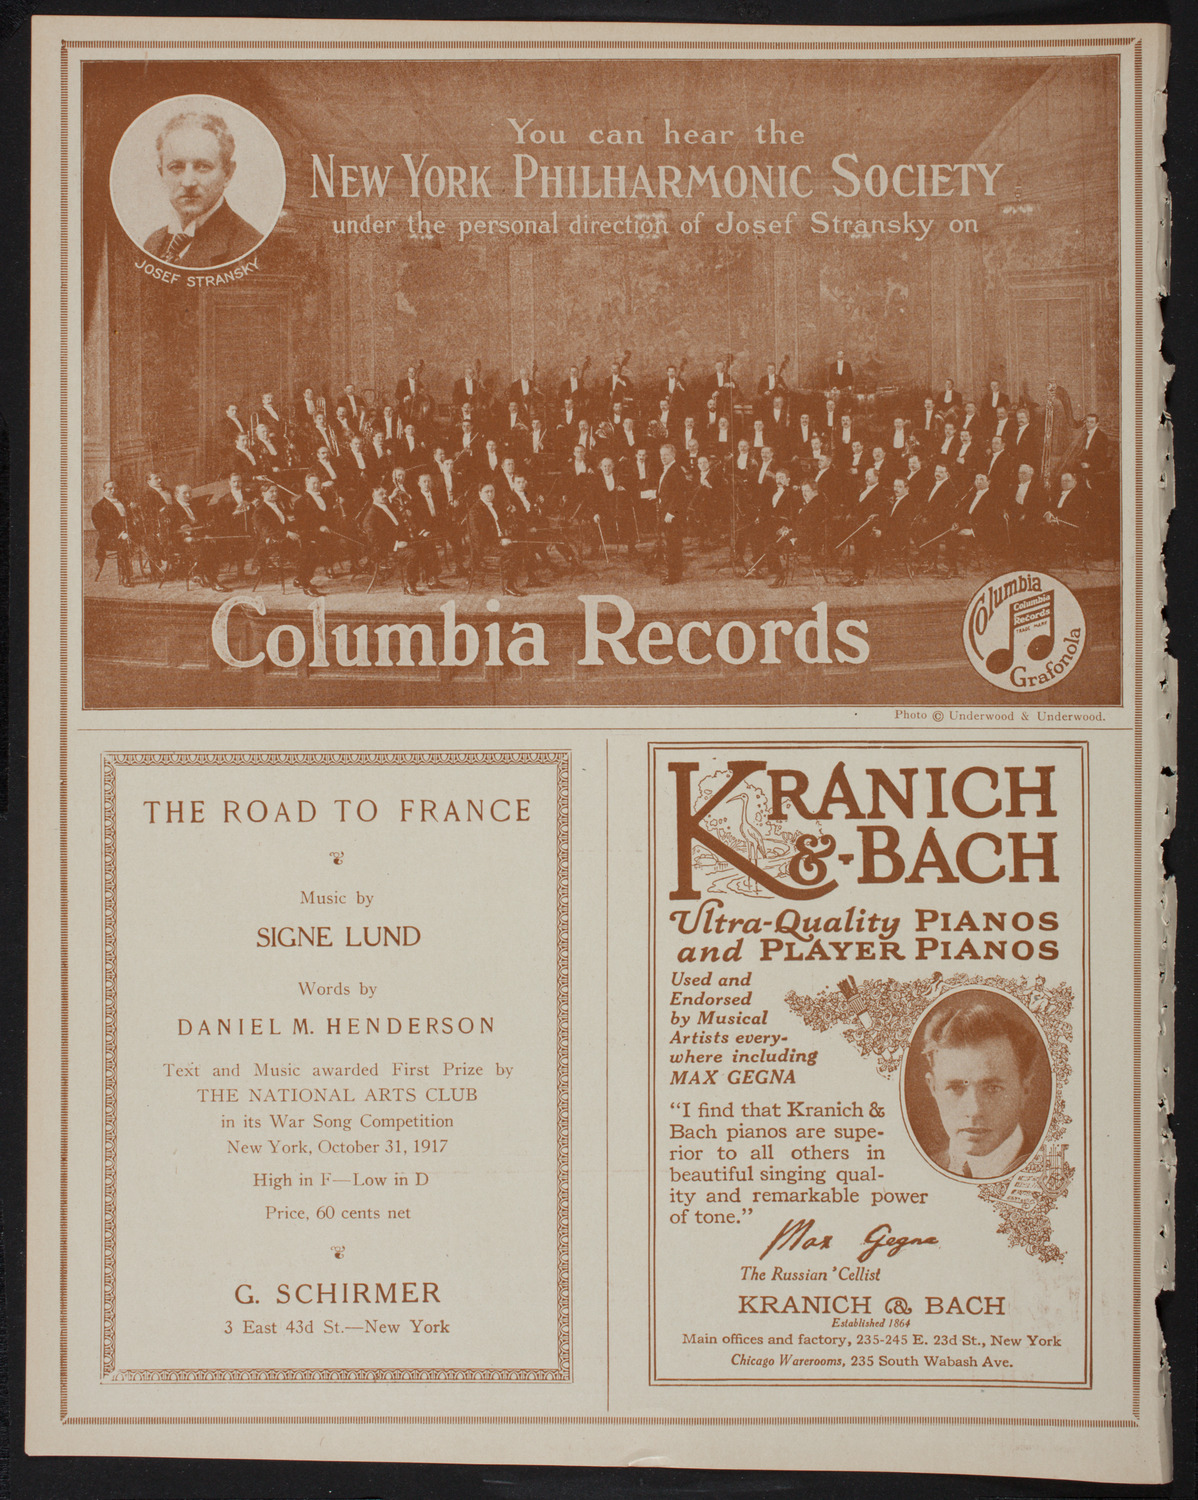 You can hear the
NEW YORK PHILHARMONIC SOCIETY
under the personal direction of Josef Stransky on
JOSEF STRANSKY
Columbia Records
Columbia
Columbia
Records
TRADE MARK
Grafonola
Photo © Underwood & Underwood.
THE ROAD TO FRANCE
Music by
SIGNE LUND
Words by
DANIEL M. HENDERSON
Text and Music awarded First Prize by
THE NATIONAL ARTS CLUB
in its War Song Competition
New York, October 31, 1917
High in F—Low in D
Price, 60 cents net
G. SCHIRMER
3 East 43d St.—New York
KRANICH
&-BACH
Ultra-Quality PIANOS
and PLAYER PIANOS
Used and
Endorsed
by Musical
Artists every-
where including
MAX GEGNA
"I find that Kranich &
Bach pianos are supe-
rior to all others in
beautiful singing qual-
ity and remarkable power
of tone."
Max Gegna
The Russian 'Cellist
KRANICH & BACH
Established 1864
Main offices and factory, 235-245 E. 23d St., New York
Chicago Warerooms, 235 South Wabash Ave.